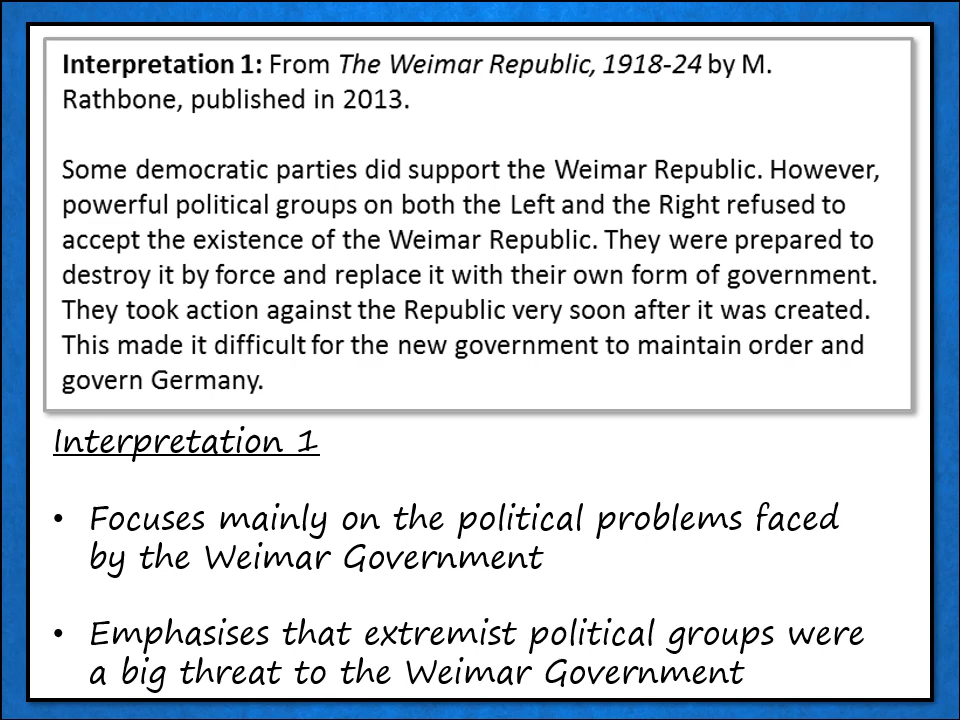 Interpretation 1: From The Weimar Republic, 1918-24 by M.
Rathbone, published in 2013.
Some democratic parties did support the Weimar Republic. However,
powerful political groups on both the Left and the Right refused to
accept the existence of the Weimar Republic. They were prepared to
destroy it by force and replace it with their own form of government.
They took action against the Republic very soon after it was created.
This made it difficult for the new government to maintain order and
govern Germany.
Interpretation 1
• Focuses mainly on the political problems faced
by the Weimar Government
• Emphasises that extremist political groups were
a big threat to the Weimar Government